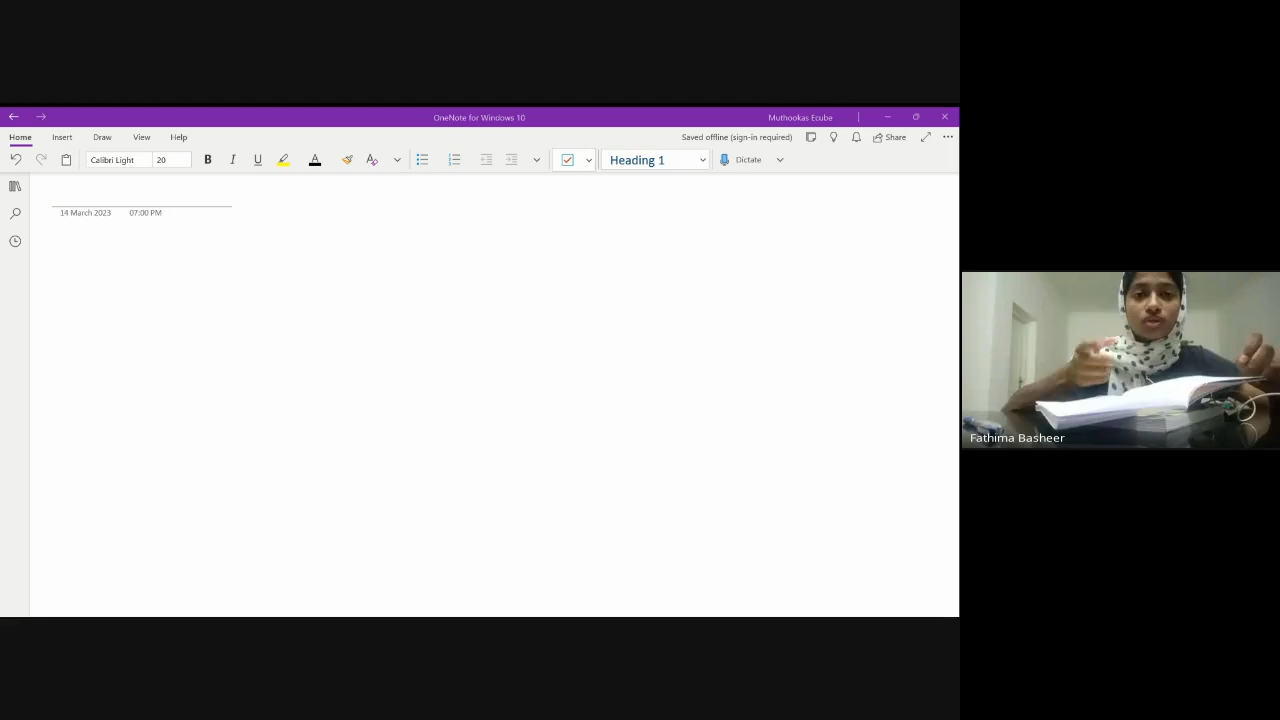 OneNote for Windows 10
Muthookas Ecube
Home Insert Draw View Help
Saved offline (sign-in required)
Share
Calibri Light 20
B I U A A
Heading 1
Dictate
14 March 2023 07:00 PM
Fathima Basheer